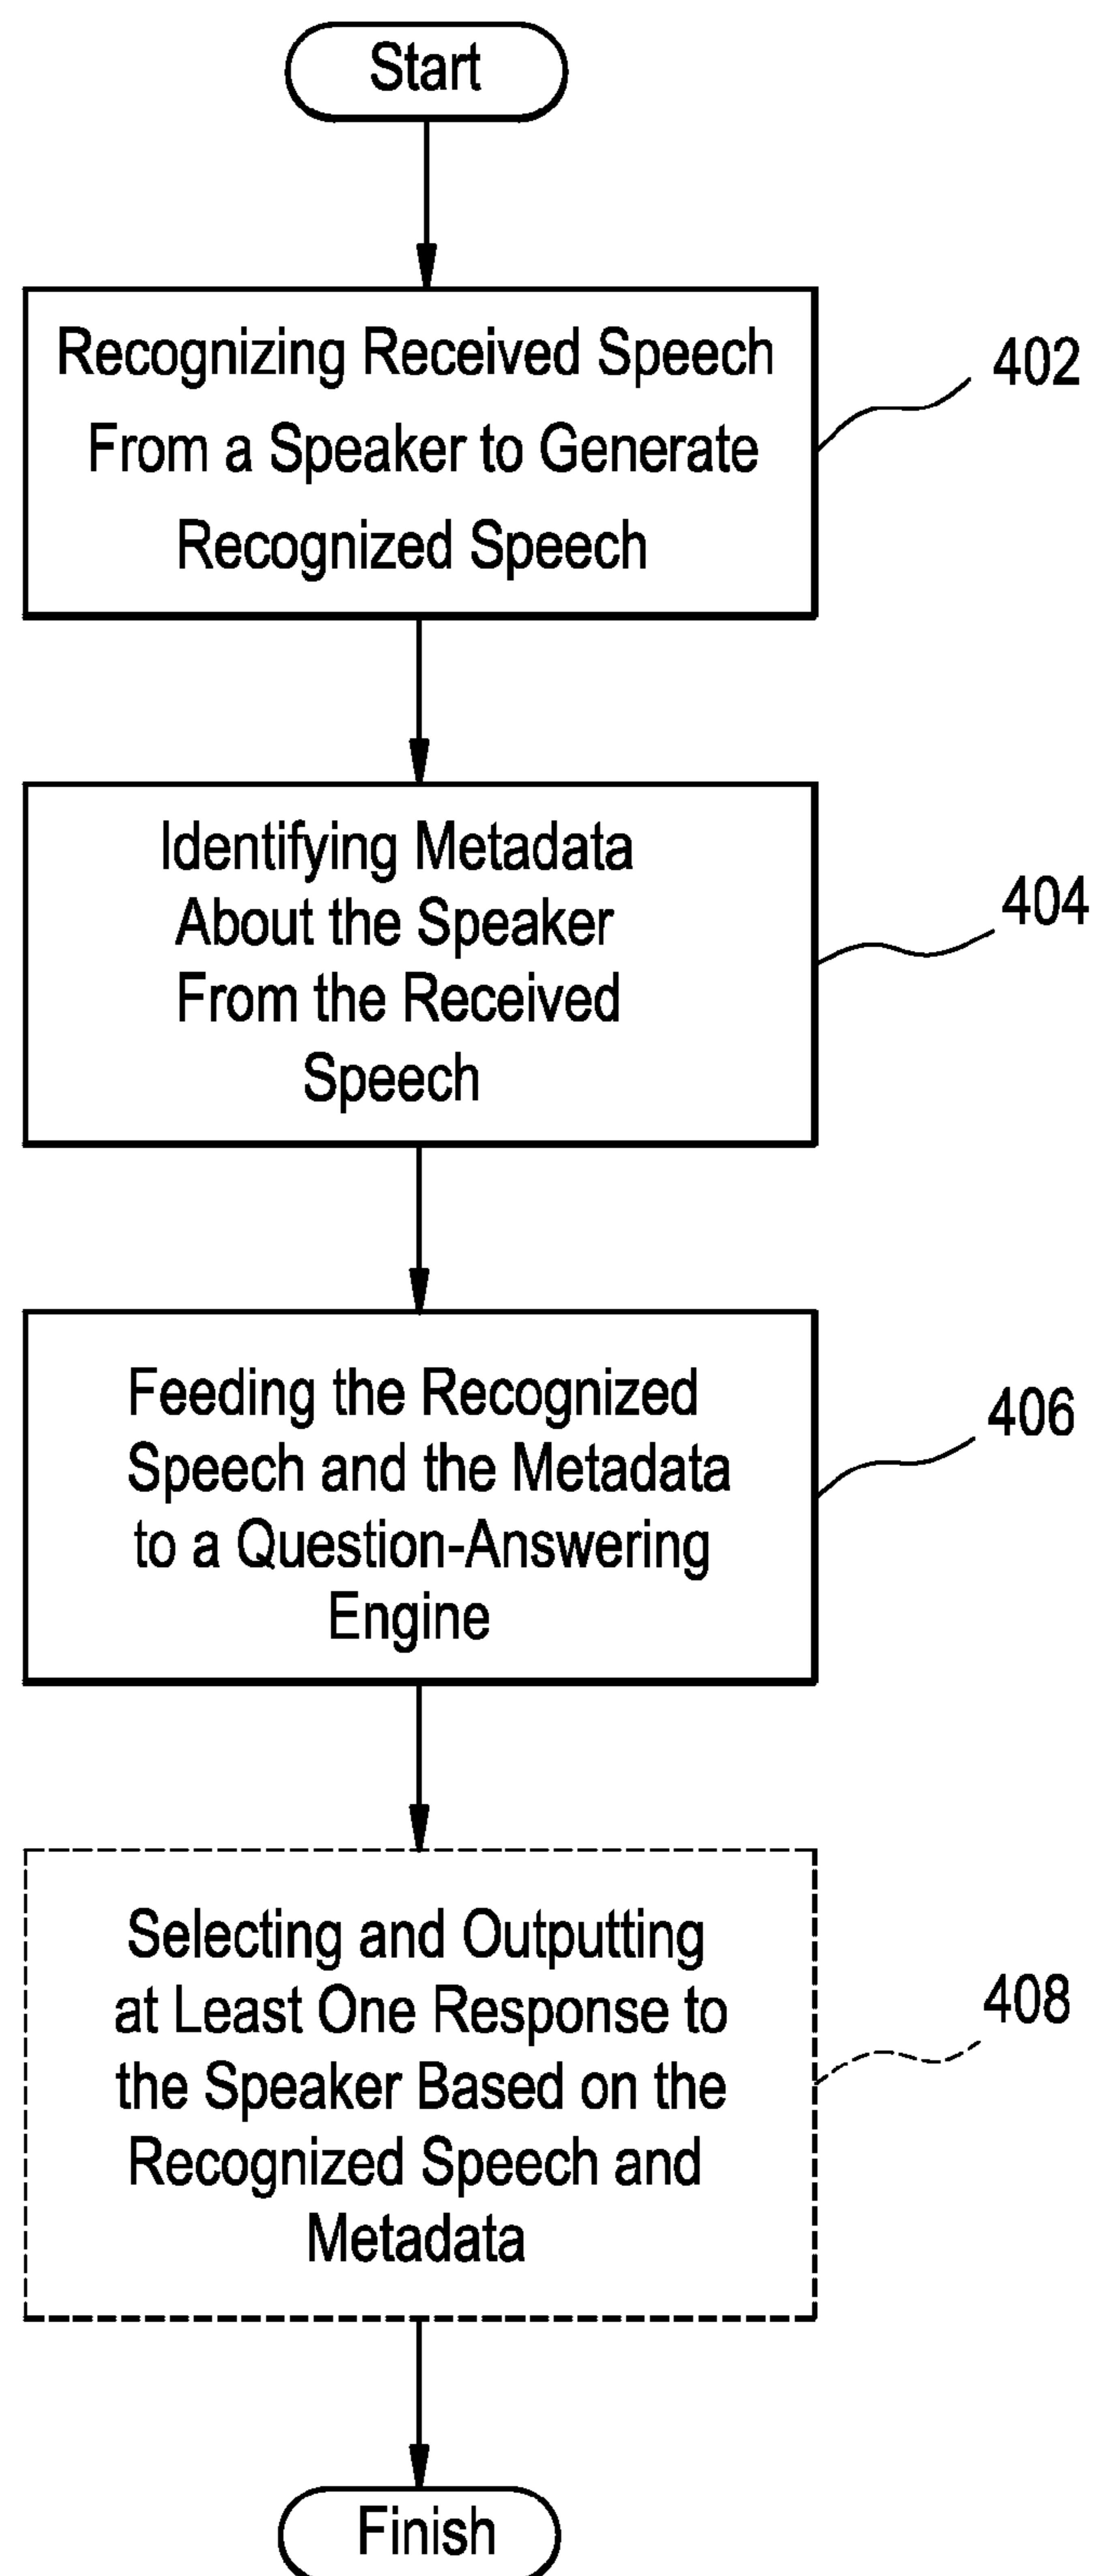 Start
Recognizing Received Speech
From a Speaker to Generate
Recognized Speech
402
Identifying Metadata
About the Speaker
From the Received
Speech
404
Feeding the Recognized
Speech and the Metadata
to a Question-Answering
Engine
406
Selecting and Outputting
at Least One Response to
the Speaker Based on the
Recognized Speech and
Metadata
408
Finish